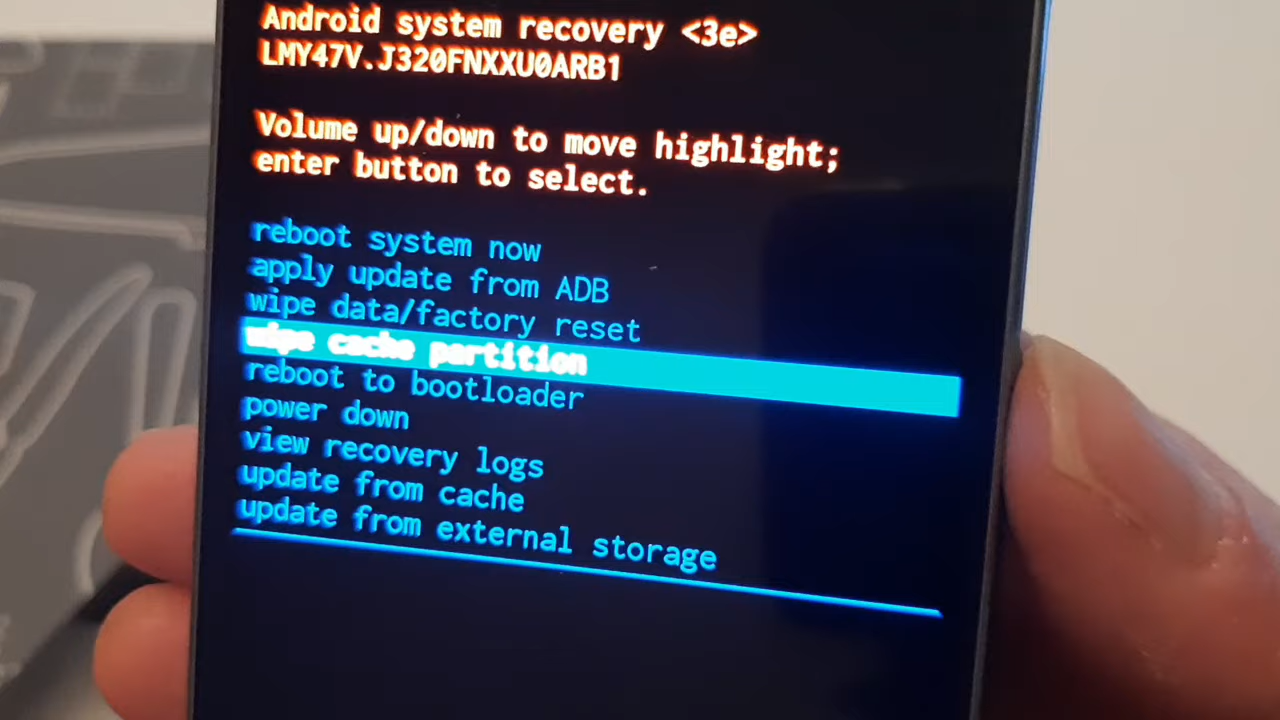 Android system recovery <3e>
LMY47V.J320FNXXU0ARB1
Volume up/down to move highlight;
enter button to select.
reboot system now
apply update from ADB
wipe data/factory reset
wipe cache partition
reboot to bootloader
power down
view recovery logs
update from cache
update from external storage